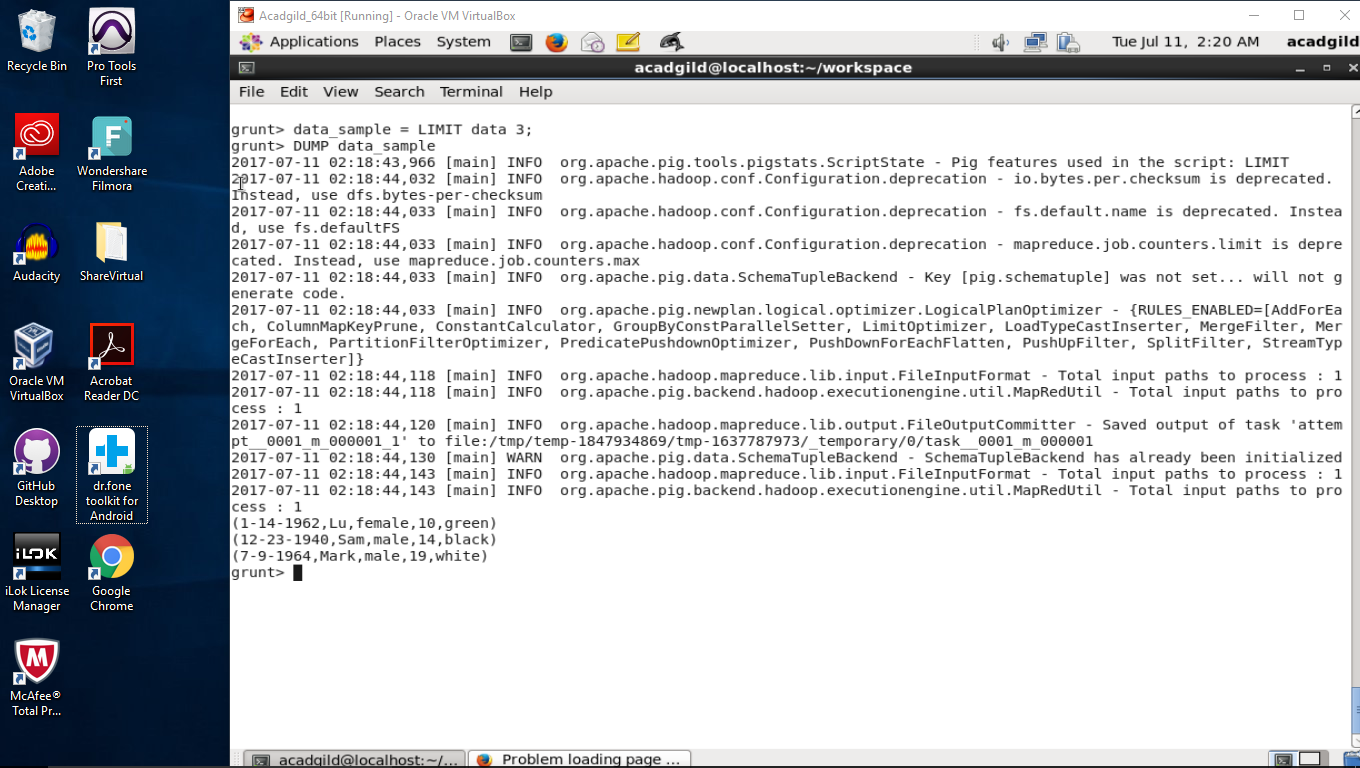 Recycle Bin
Pro Tools
First
Adobe
Creati...
Wondershare
Filmora
Audacity
ShareVirtual
Oracle VM
VirtualBox
Acrobat
Reader DC
GitHub
Desktop
dr.fone
toolkit for
Android
iLOK
iLok License
Manager
Google
Chrome
McAfee®
Total Pr...
Acadgild_64bit [Running] - Oracle VM VirtualBox
Applications Places System Tue Jul 11, 2:20 AM acadgild
acadgild@localhost:~/workspace
File Edit View Search Terminal Help
grunt> data_sample = LIMIT data 3;
grunt> DUMP data_sample
2017-07-11 02:18:43,966 [main] INFO  org.apache.pig.tools.pigstats.ScriptState - Pig features used in the script: LIMIT
2017-07-11 02:18:44,032 [main] INFO  org.apache.hadoop.conf.Configuration.deprecation - io.bytes.per.checksum is deprecated.
Instead, use dfs.bytes-per-checksum
2017-07-11 02:18:44,033 [main] INFO  org.apache.hadoop.conf.Configuration.deprecation - fs.default.name is deprecated. Instea
d, use fs.defaultFS
2017-07-11 02:18:44,033 [main] INFO  org.apache.hadoop.conf.Configuration.deprecation - mapreduce.job.counters.limit is depre
cated. Instead, use mapreduce.job.counters.max
2017-07-11 02:18:44,033 [main] INFO  org.apache.pig.data.SchemaTupleBackend - Key [pig.schematuple] was not set... will not g
enerate code.
2017-07-11 02:18:44,033 [main] INFO  org.apache.pig.newplan.logical.optimizer.LogicalPlanOptimizer - {RULES_ENABLED=[AddForEa
ch, ColumnMapKeyPrune, ConstantCalculator, GroupByConstParallelSetter, LimitOptimizer, LoadTypeCastInserter, MergeFilter, Mer
geForEach, PartitionFilterOptimizer, PredicatePushdownOptimizer, PushDownForEachFlatten, PushUpFilter, SplitFilter, StreamTyp
eCastInserter]}
2017-07-11 02:18:44,118 [main] INFO  org.apache.hadoop.mapreduce.lib.input.FileInputFormat - Total input paths to process : 1
2017-07-11 02:18:44,118 [main] INFO  org.apache.pig.backend.hadoop.executionengine.util.MapRedUtil - Total input paths to pro
cess : 1
2017-07-11 02:18:44,120 [main] INFO  org.apache.hadoop.mapreduce.lib.output.FileOutputCommitter - Saved output of task 'attem
pt__0001_m_000001_1' to file:/tmp/temp-1847934869/tmp-1637787973/_temporary/0/task__0001_m_000001
2017-07-11 02:18:44,130 [main] WARN  org.apache.pig.data.SchemaTupleBackend - SchemaTupleBackend has already been initialized
2017-07-11 02:18:44,143 [main] INFO  org.apache.hadoop.mapreduce.lib.input.FileInputFormat - Total input paths to process : 1
2017-07-11 02:18:44,143 [main] INFO  org.apache.pig.backend.hadoop.executionengine.util.MapRedUtil - Total input paths to pro
cess : 1
(1-14-1962,Lu,female,10,green)
(12-23-1940,Sam,male,14,black)
(7-9-1964,Mark,male,19,white)
grunt>
acadgild@localhost:~/... Problem loading page ...